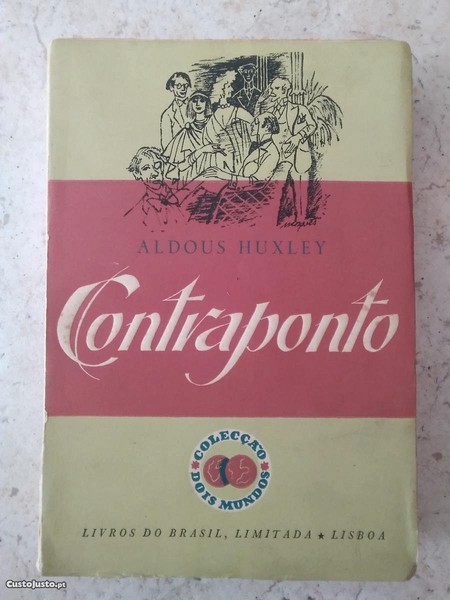 ALDOUS HUXLEY
Contraponto
COLECÇÃO
DOIS MUNDOS
LIVROS DO BRASIL, LIMITADA ★ LISBOA
CustoJusto.pt